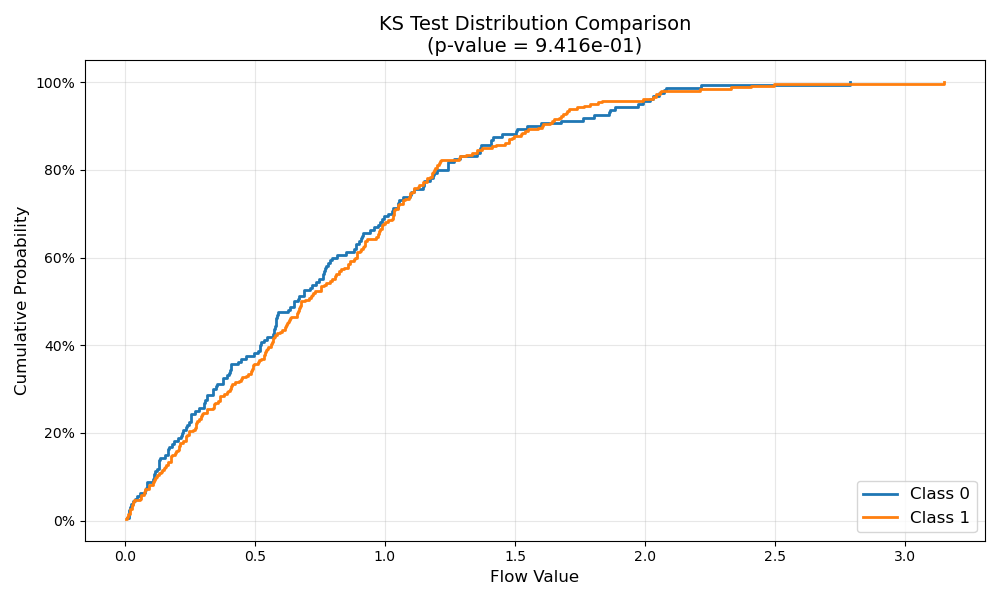 KS Test Distribution Comparison
(p-value = 9.416e-01)
Cumulative Probability
100%
80%
60%
40%
20%
0%
Class 0
Class 1
0.0 0.5 1.0 1.5 2.0 2.5 3.0
Flow Value